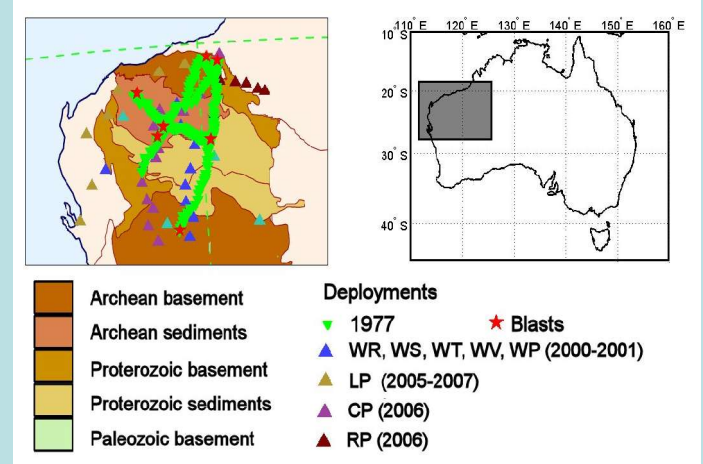 110°E 120°E 130°E 140°E 150°E 160°E
10°S
20°S
30°S
40°S
Archean basement
Archean sediments
Proterozoic basement
Proterozoic sediments
Paleozoic basement
Deployments
1977 Blasts
WR, WS, WT, WV, WP (2000-2001)
LP (2005-2007)
CP (2006)
RP (2006)